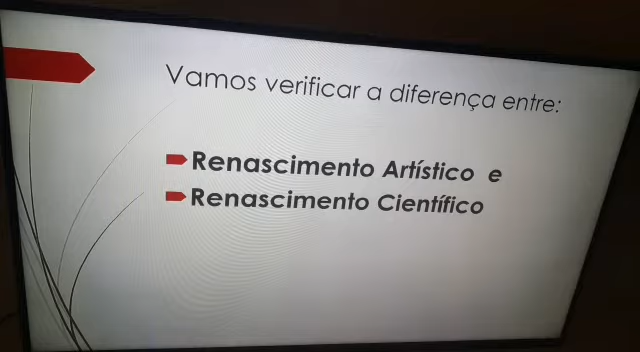 Vamos verificar a diferença entre:
Renascimento Artístico e
Renascimento Científico